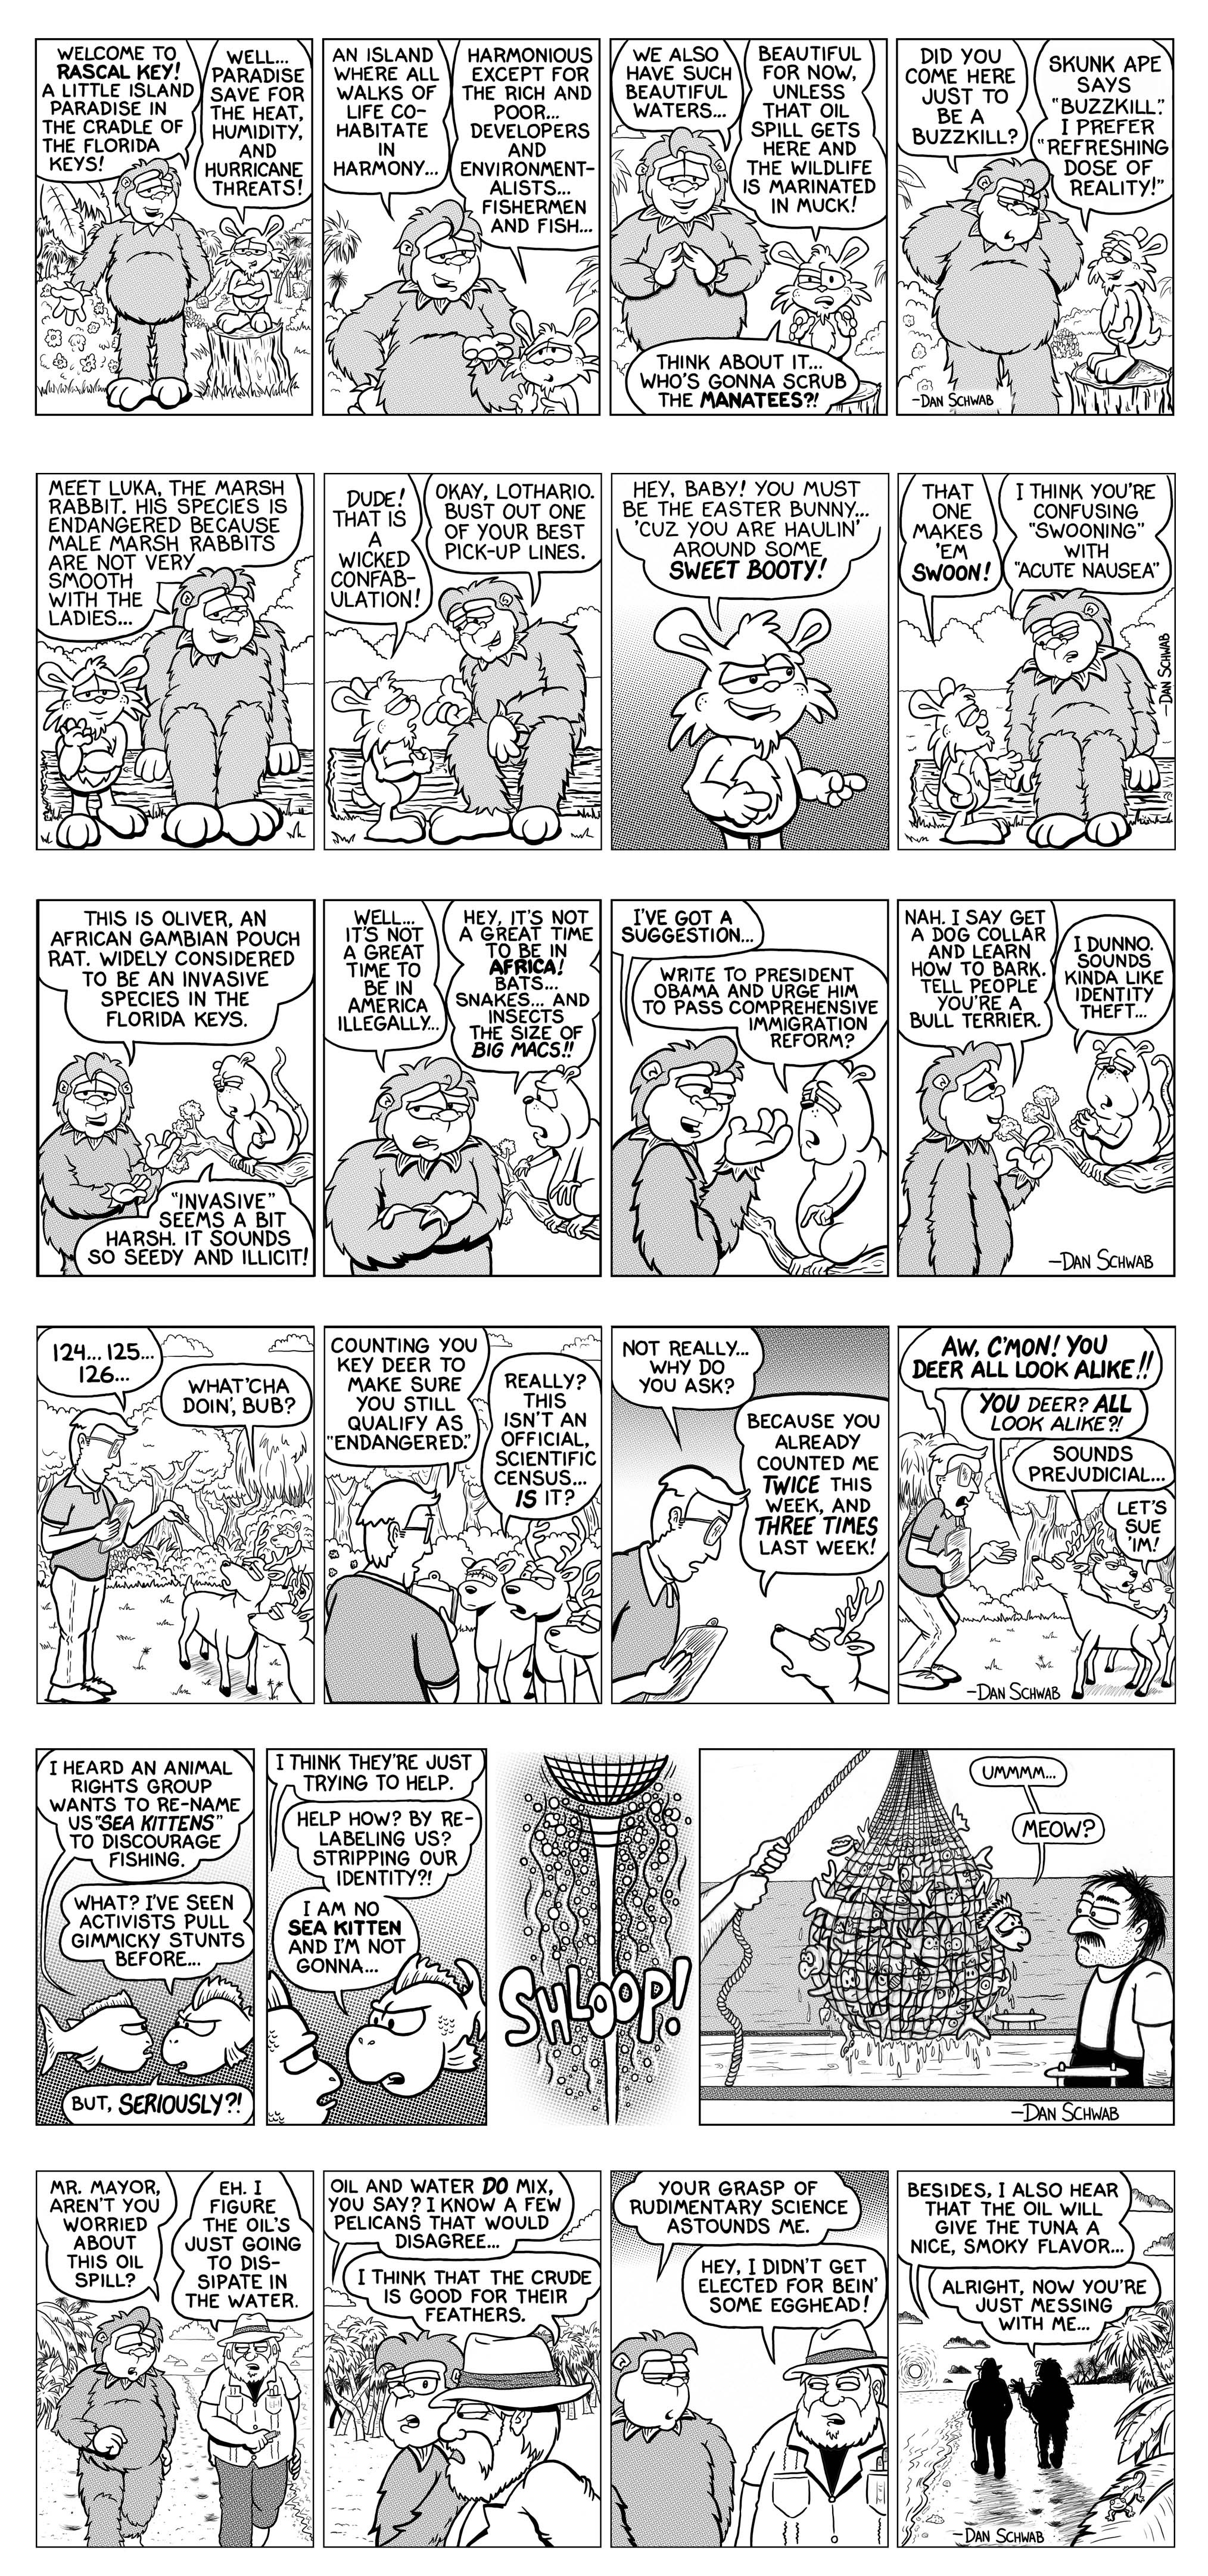 WELCOME TO
RASCAL KEY!
A LITTLE ISLAND
PARADISE IN
THE CRADLE OF
THE FLORIDA
KEYS!
WELL...
PARADISE
SAVE FOR
THE HEAT,
HUMIDITY,
AND
HURRICANE
THREATS!
AN ISLAND
WHERE ALL
WALKS OF
LIFE CO-
HABITATE
IN
HARMONY...
HARMONIOUS
EXCEPT FOR
THE RICH AND
POOR...
DEVELOPERS
AND
ENVIRONMENT-
ALISTS...
FISHERMEN
AND FISH...
WE ALSO
HAVE SUCH
BEAUTIFUL
WATERS...
BEAUTIFUL
FOR NOW,
UNLESS
THAT OIL
SPILL GETS
HERE AND
THE WILDLIFE
IS MARINATED
IN MUCK!
THINK ABOUT IT...
WHO'S GONNA SCRUB
THE MANATEES?!
DID YOU
COME HERE
JUST TO
BE A
BUZZKILL?
SKUNK APE
SAYS
"BUZZKILL."
I PREFER
"REFRESHING
DOSE OF
REALITY!"
-DAN SCHWAB
MEET LUKA, THE MARSH
RABBIT. HIS SPECIES IS
ENDANGERED BECAUSE
MALE MARSH RABBITS
ARE NOT VERY
SMOOTH
WITH THE
LADIES...
DUDE!
THAT IS
A
WICKED
CONFAB-
ULATION!
OKAY, LOTHARIO.
BUST OUT ONE
OF YOUR BEST
PICK-UP LINES.
HEY, BABY! YOU MUST
BE THE EASTER BUNNY...
'CUZ YOU ARE HAULIN'
AROUND SOME
SWEET BOOTY!
THAT
ONE
MAKES
'EM
SWOON!
I THINK YOU'RE
CONFUSING
"SWOONING"
WITH
"ACUTE NAUSEA"
-DAN SCHWAB
THIS IS OLIVER, AN
AFRICAN GAMBIAN POUCH
RAT. WIDELY CONSIDERED
TO BE AN INVASIVE
SPECIES IN THE
FLORIDA KEYS.
"INVASIVE"
SEEMS A BIT
HARSH. IT SOUNDS
SO SEEDY AND ILLICIT!
WELL...
IT'S NOT
A GREAT
TIME TO
BE IN
AMERICA
ILLEGALLY...
HEY, IT'S NOT
A GREAT TIME
TO BE IN
AFRICA!
BATS...
SNAKES... AND
INSECTS
THE SIZE OF
BIG MACS!!
I'VE GOT A
SUGGESTION...
WRITE TO PRESIDENT
OBAMA AND URGE HIM
TO PASS COMPREHENSIVE
IMMIGRATION
REFORM?
NAH. I SAY GET
A DOG COLLAR
AND LEARN
HOW TO BARK.
TELL PEOPLE
YOU'RE A
BULL TERRIER.
I DUNNO.
SOUNDS
KINDA LIKE
IDENTITY
THEFT...
-DAN SCHWAB
124... 125...
126...
WHAT'CHA
DOIN', BUB?
COUNTING YOU
KEY DEER TO
MAKE SURE
YOU STILL
QUALIFY AS
"ENDANGERED."
REALLY?
THIS
ISN'T AN
OFFICIAL,
SCIENTIFIC
CENSUS...
IS IT?
NOT REALLY...
WHY DO
YOU ASK?
BECAUSE YOU
ALREADY
COUNTED ME
TWICE THIS
WEEK, AND
THREE TIMES
LAST WEEK!
AW, C'MON! YOU
DEER ALL LOOK ALIKE!!
YOU DEER? ALL
LOOK ALIKE?!
SOUNDS
PREJUDICIAL...
LET'S
SUE
'IM!
-DAN SCHWAB
I HEARD AN ANIMAL
RIGHTS GROUP
WANTS TO RE-NAME
US "SEA KITTENS"
TO DISCOURAGE
FISHING.
WHAT? I'VE SEEN
ACTIVISTS PULL
GIMMICKY STUNTS
BEFORE...
BUT, SERIOUSLY?!
I THINK THEY'RE JUST
TRYING TO HELP.
HELP HOW? BY RE-
LABELING US?
STRIPPING OUR
IDENTITY?!
I AM NO
SEA KITTEN
AND I'M NOT
GONNA...
SHLOOP!
UMMMM...
MEOW?
-DAN SCHWAB
MR. MAYOR,
AREN'T YOU
WORRIED
ABOUT
THIS OIL
SPILL?
EH. I
FIGURE
THE OIL'S
JUST GOING
TO DIS-
SIPATE IN
THE WATER.
OIL AND WATER DO MIX,
YOU SAY? I KNOW A FEW
PELICANS THAT WOULD
DISAGREE...
I THINK THAT THE CRUDE
IS GOOD FOR THEIR
FEATHERS.
YOUR GRASP OF
RUDIMENTARY SCIENCE
ASTOUNDS ME.
HEY, I DIDN'T GET
ELECTED FOR BEIN'
SOME EGGHEAD!
BESIDES, I ALSO HEAR
THAT THE OIL WILL
GIVE THE TUNA A
NICE, SMOKY FLAVOR...
ALRIGHT, NOW YOU'RE
JUST MESSING
WITH ME...
-DAN SCHWAB